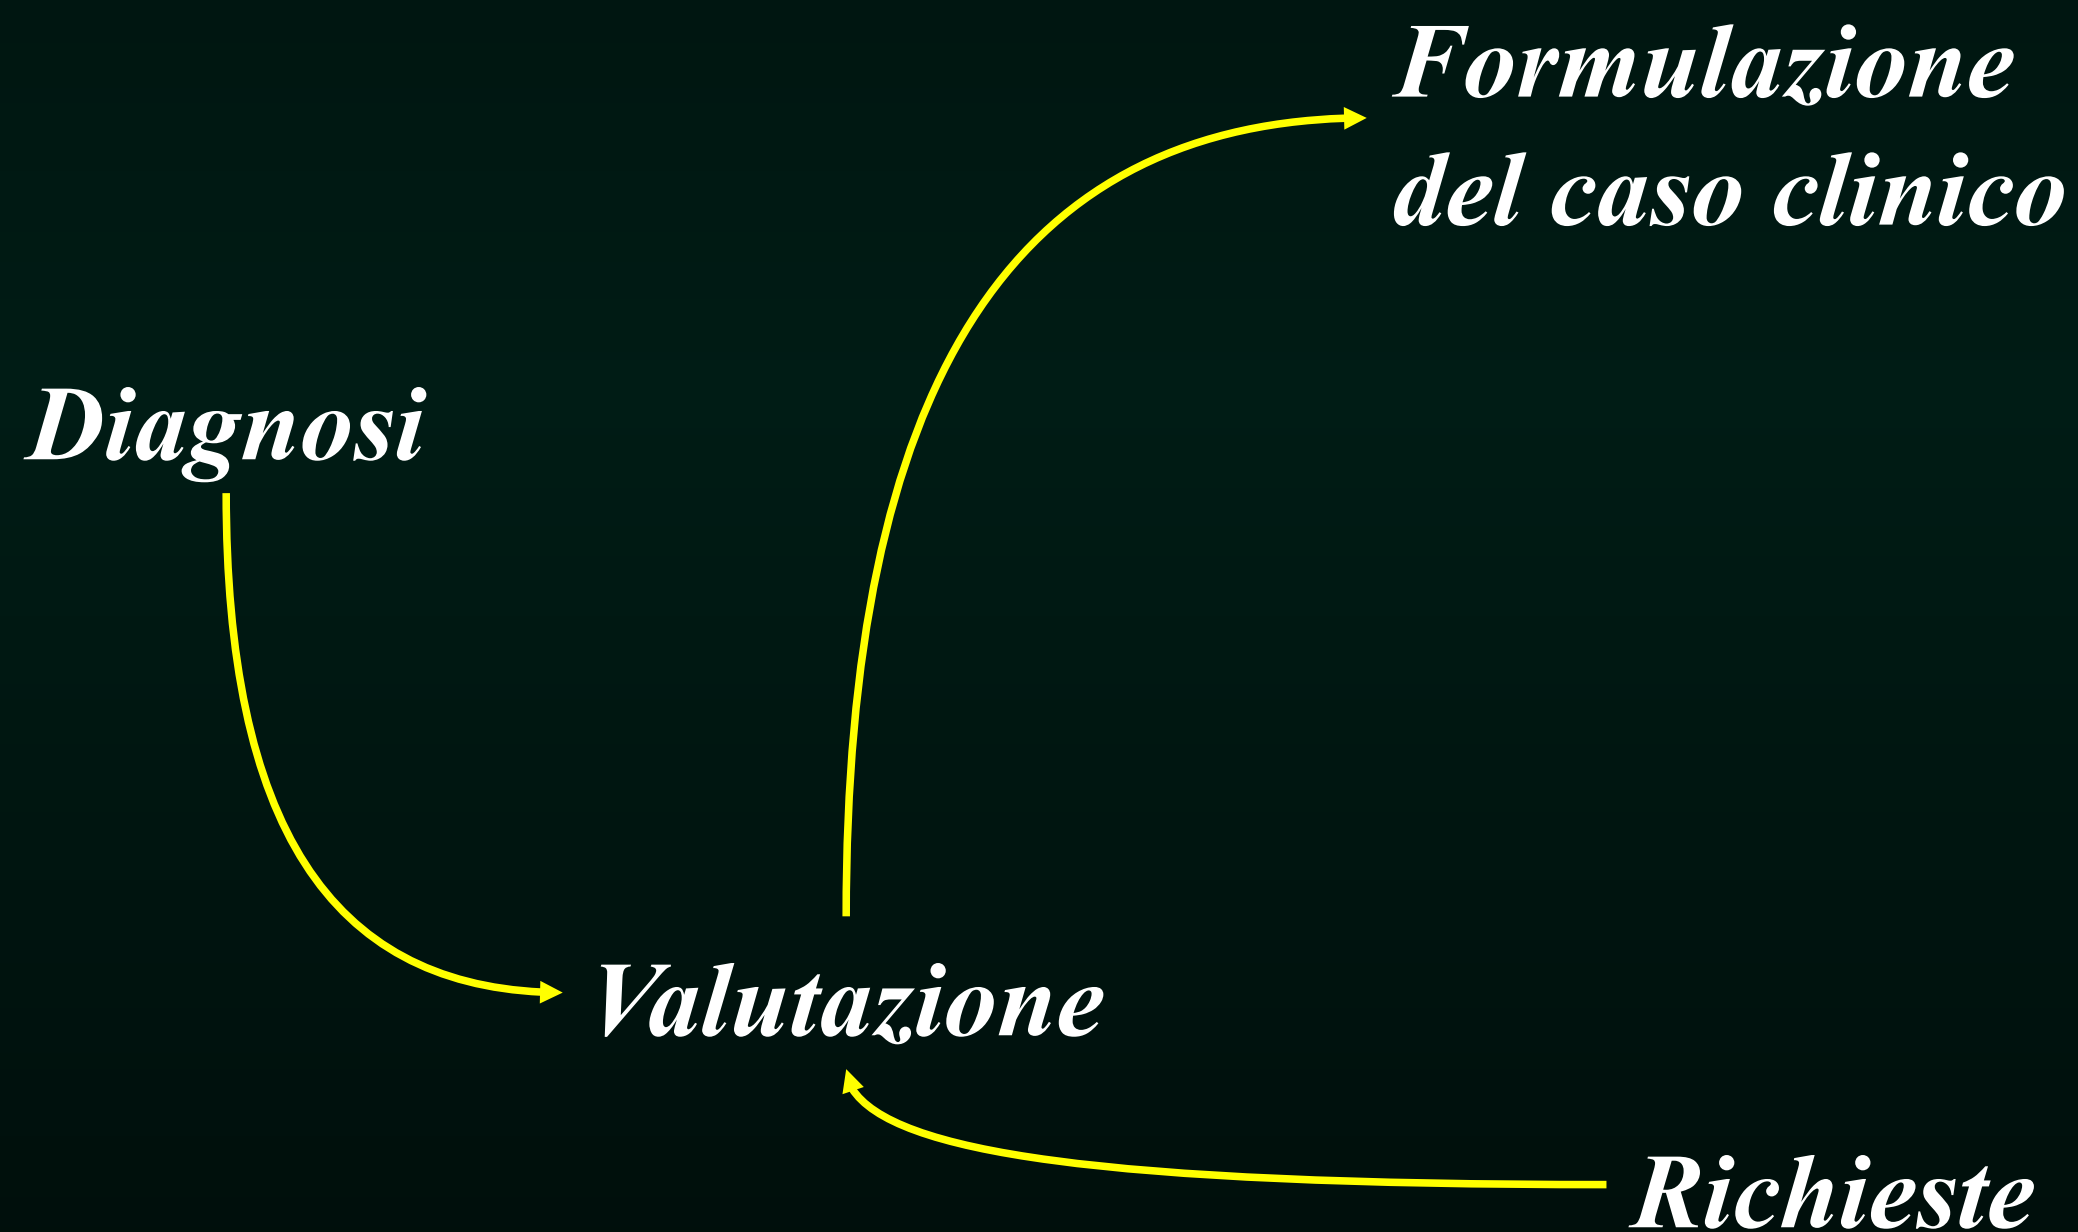 Formulazione
del caso clinico
Diagnosi
Valutazione
Richieste